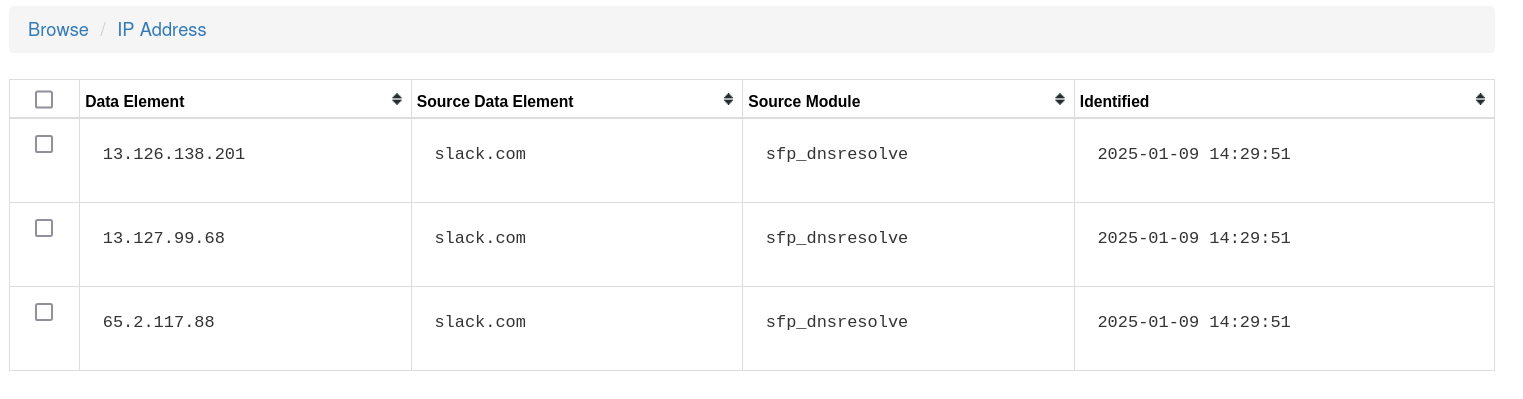 Browse / IP Address
Data Element Source Data Element Source Module Identified
13.126.138.201 slack.com sfp_dnsresolve 2025-01-09 14:29:51
13.127.99.68 slack.com sfp_dnsresolve 2025-01-09 14:29:51
65.2.117.88 slack.com sfp_dnsresolve 2025-01-09 14:29:51